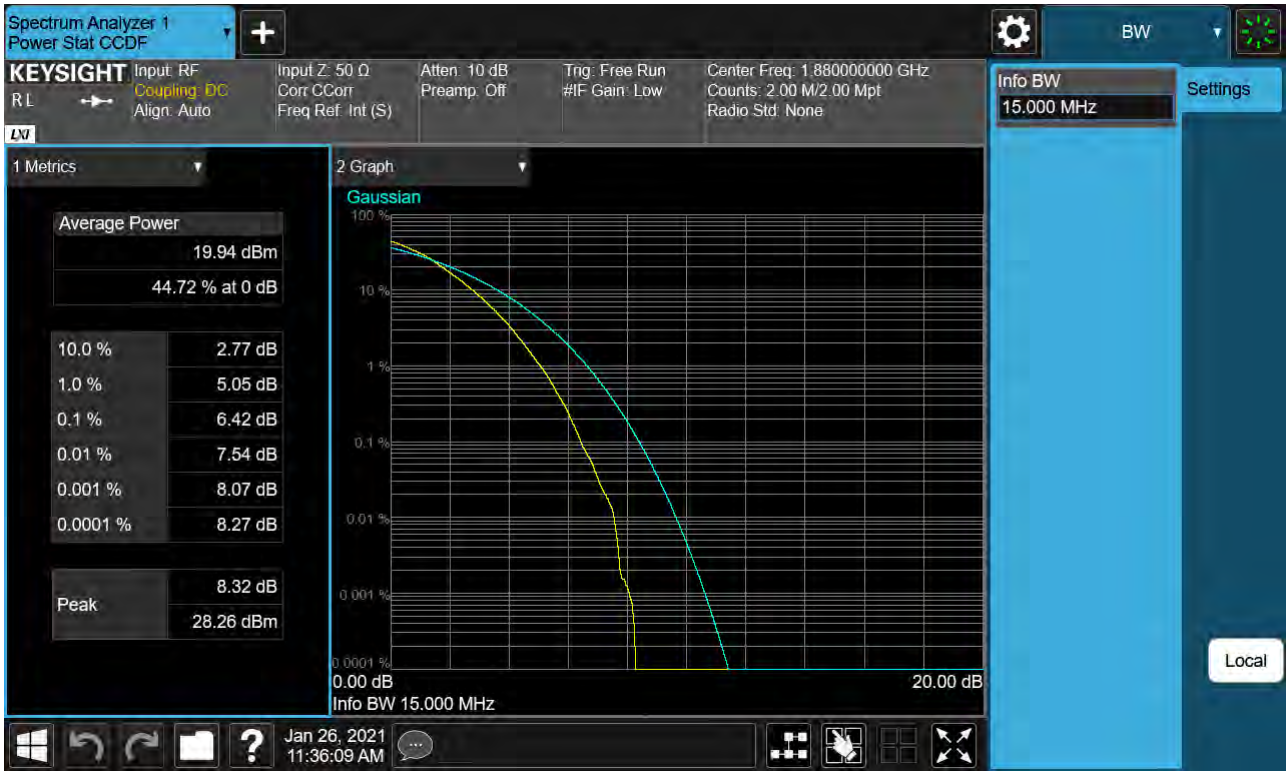 Spectrum Analyzer 1
Power Stat CCDF
+
BW
KEYSIGHT
RL
LXI
Input: RF
Coupling: DC
Align: Auto
Input Z: 50 Ω
Corr CCorr
Freq Ref: Int (S)
Atten: 10 dB
Preamp: Off
Trig: Free Run
#IF Gain: Low
Center Freq: 1.880000000 GHz
Counts: 2.00 M/2.00 Mpt
Radio Std: None
Info BW
15.000 MHz
Settings
1 Metrics
Average Power
19.94 dBm
44.72 % at 0 dB
10.0 % 2.77 dB
1.0 % 5.05 dB
0.1 % 6.42 dB
0.01 % 7.54 dB
0.001 % 8.07 dB
0.0001 % 8.27 dB
Peak
8.32 dB
28.26 dBm
2 Graph
Gaussian
100 %
10 %
1 %
0.1 %
0.01 %
0.001 %
0.0001 %
0.00 dB 20.00 dB
Info BW 15.000 MHz
Local
?
Jan 26, 2021
11:36:09 AM